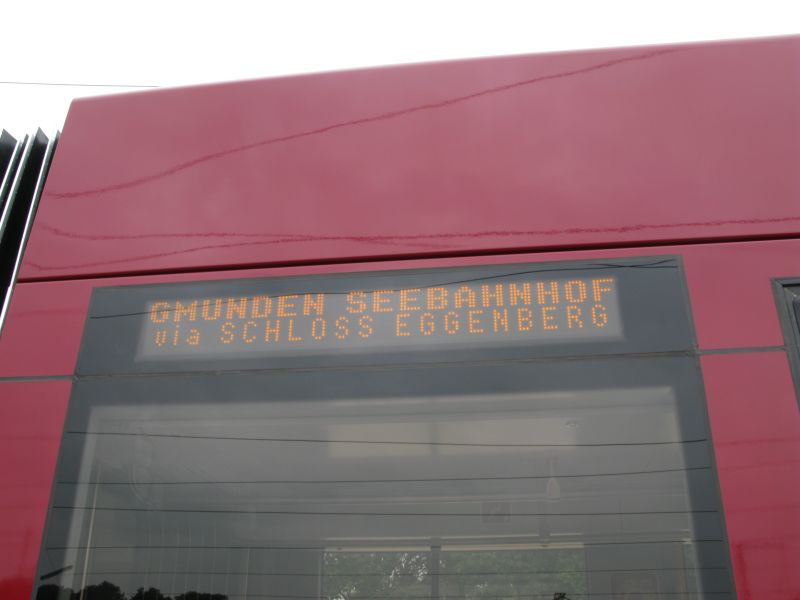 GMUNDEN SEEBAHNHOF
via SCHLOSS EGGENBERG